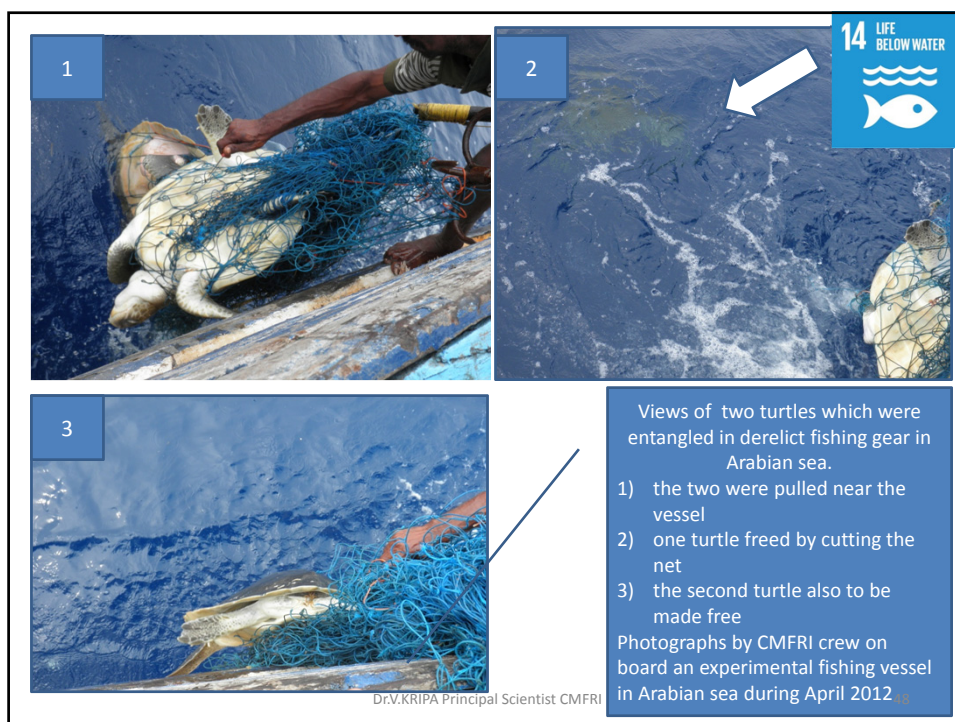 1
2
14 LIFE
BELOW WATER
3
Views of two turtles which were
entangled in derelict fishing gear in
Arabian sea.
1) the two were pulled near the
vessel
2) one turtle freed by cutting the
net
3) the second turtle also to be
made free
Photographs by CMFRI crew on
board an experimental fishing vessel
in Arabian sea during April 2012
Dr.V.KRIPA Principal Scientist CMFRI
48